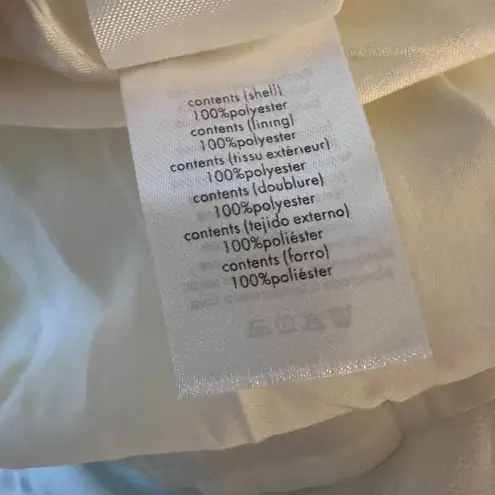 contents (shell)
100%polyester
contents (lining)
100%polyester
contents (tissu extérieur)
100%polyester
contents (doublure)
100%polyester
contents (tejido externo)
100%poliéster
contents (forro)
100%poliéster